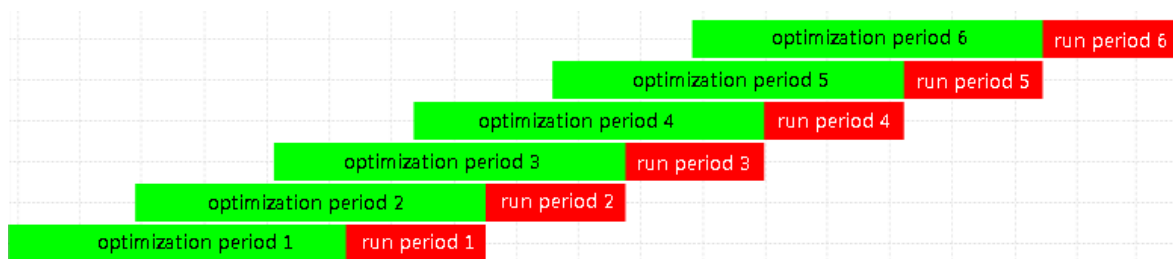 optimization period 6 run period 6
optimization period 5 run period 5
optimization period 4 run period 4
optimization period 3 run period 3
optimization period 2 run period 2
optimization period 1 run period 1